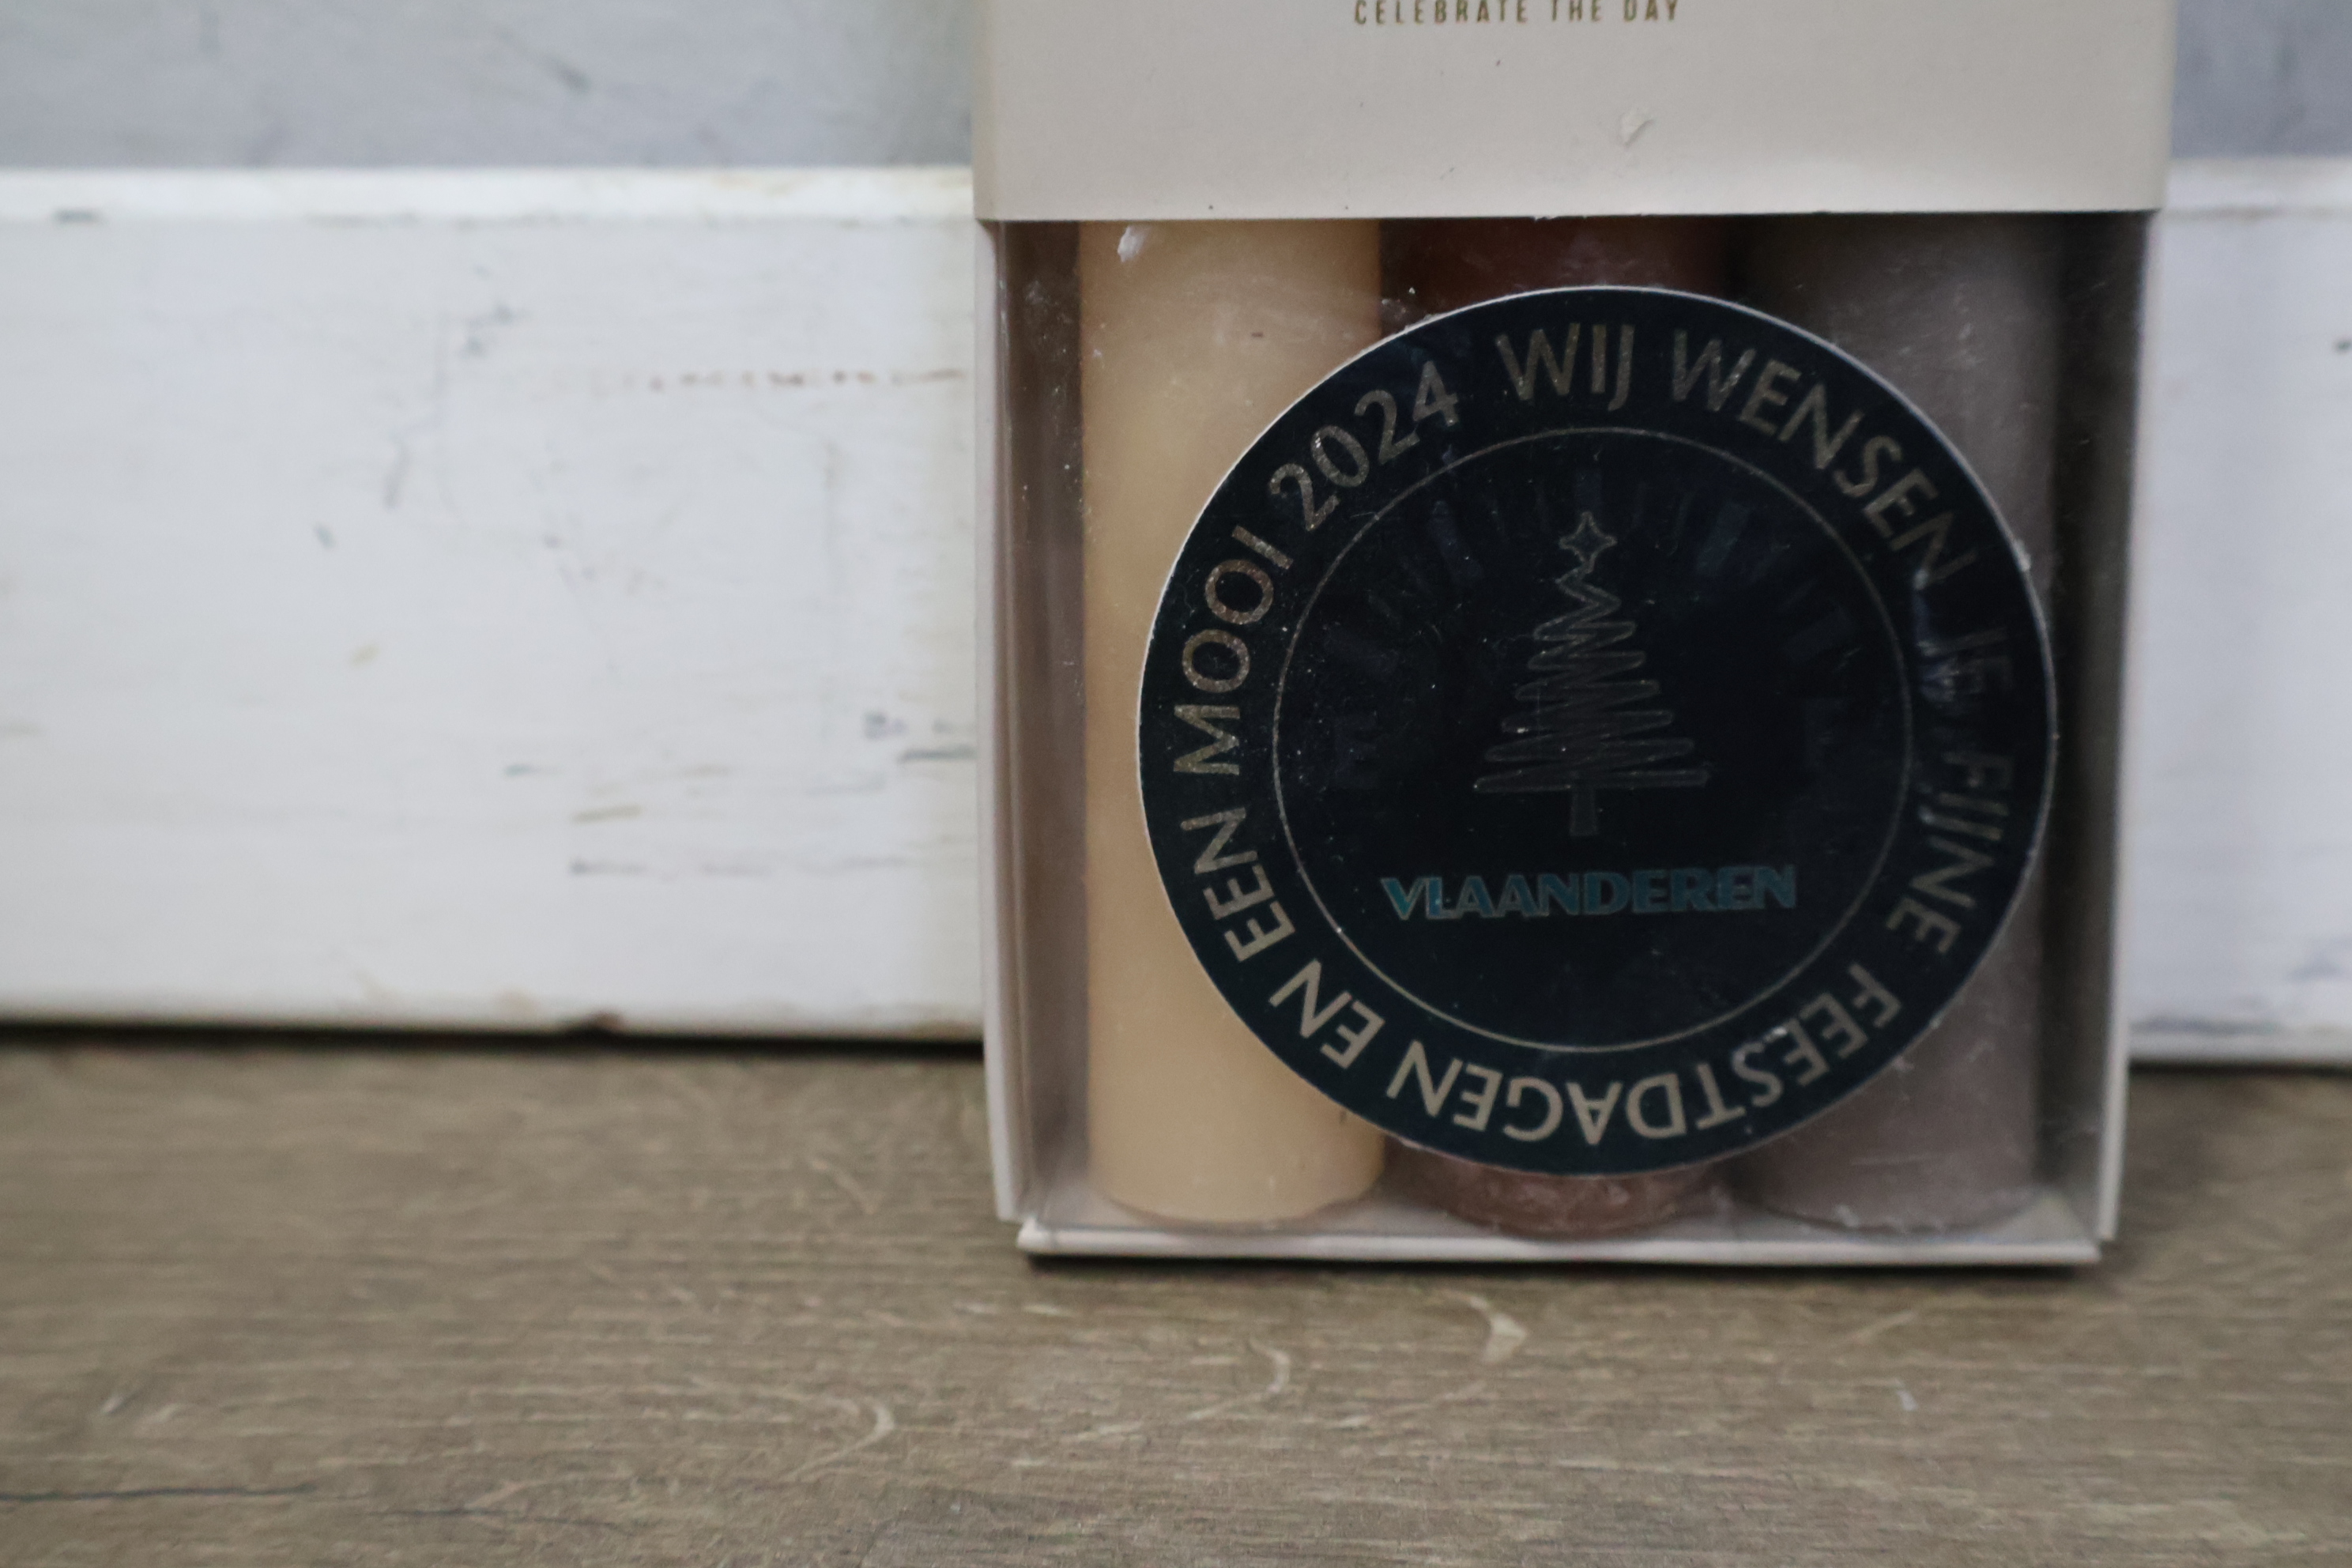 CELEBRATE THE DAY
WIJ WENSEN JE FIJNE FEESTDAGEN EN EEN MOOI 2024
VLAANDEREN